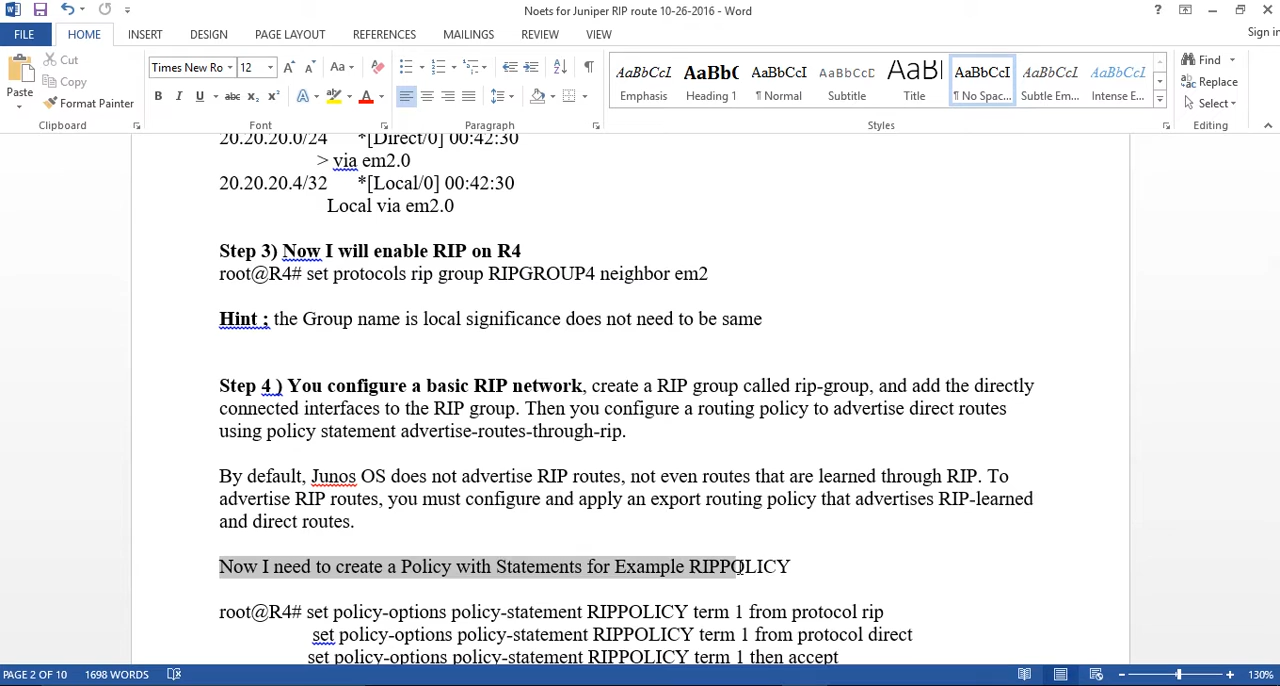 Noets for Juniper RIP route 10-26-2016 - Word
Sign in
FILE HOME INSERT DESIGN PAGE LAYOUT REFERENCES MAILINGS REVIEW VIEW
Paste
Cut
Copy
Format Painter
Clipboard
Times New Ro 12
Font
Paragraph
AaBbCcI AaBbC AaBbCcI AaBbCcD AaBb AaBbCcI AaBbCcI AaBbCcI
Emphasis Heading 1 ¶ Normal Subtitle Title ¶ No Spac... Subtle Em... Intense E...
Styles
Find
Replace
Select
Editing
20.20.20.0/24 *[Direct/0] 00:42:30
> via em2.0
20.20.20.4/32 *[Local/0] 00:42:30
Local via em2.0
Step 3) Now I will enable RIP on R4
root@R4# set protocols rip group RIPGROUP4 neighbor em2
Hint ; the Group name is local significance does not need to be same
Step 4 ) You configure a basic RIP network, create a RIP group called rip-group, and add the directly
connected interfaces to the RIP group. Then you configure a routing policy to advertise direct routes
using policy statement advertise-routes-through-rip.
By default, Junos OS does not advertise RIP routes, not even routes that are learned through RIP. To
advertise RIP routes, you must configure and apply an export routing policy that advertises RIP-learned
and direct routes.
Now I need to create a Policy with Statements for Example RIPPOLICY
root@R4# set policy-options policy-statement RIPPOLICY term 1 from protocol rip
set policy-options policy-statement RIPPOLICY term 1 from protocol direct
set policy-options policy-statement RIPPOLICY term 1 then accept
PAGE 2 OF 10 1698 WORDS
130%